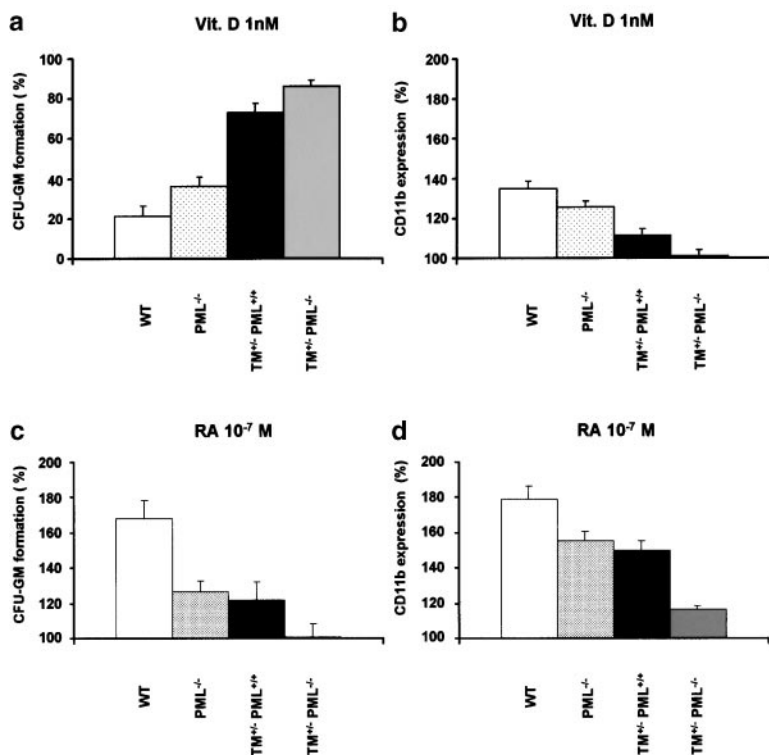 a
Vit. D 1nM
CFU-GM formation ( %)
100
80
60
40
20
0
WT
PML-/-
TM+/- PML+/+
TM+/- PML-/-
b
Vit. D 1nM
CD11b expression (%)
200
180
160
140
120
100
WT
PML-/-
TM+/- PML+/+
TM+/- PML-/-
c
RA 10-7 M
CFU-GM formation ( %)
200
180
160
140
120
100
WT
PML-/-
TM+/- PML+/+
TM+/- PML-/-
d
RA 10-7 M
CD11b expression (%)
200
180
160
140
120
100
WT
PML-/-
TM+/- PML+/+
TM+/- PML-/-